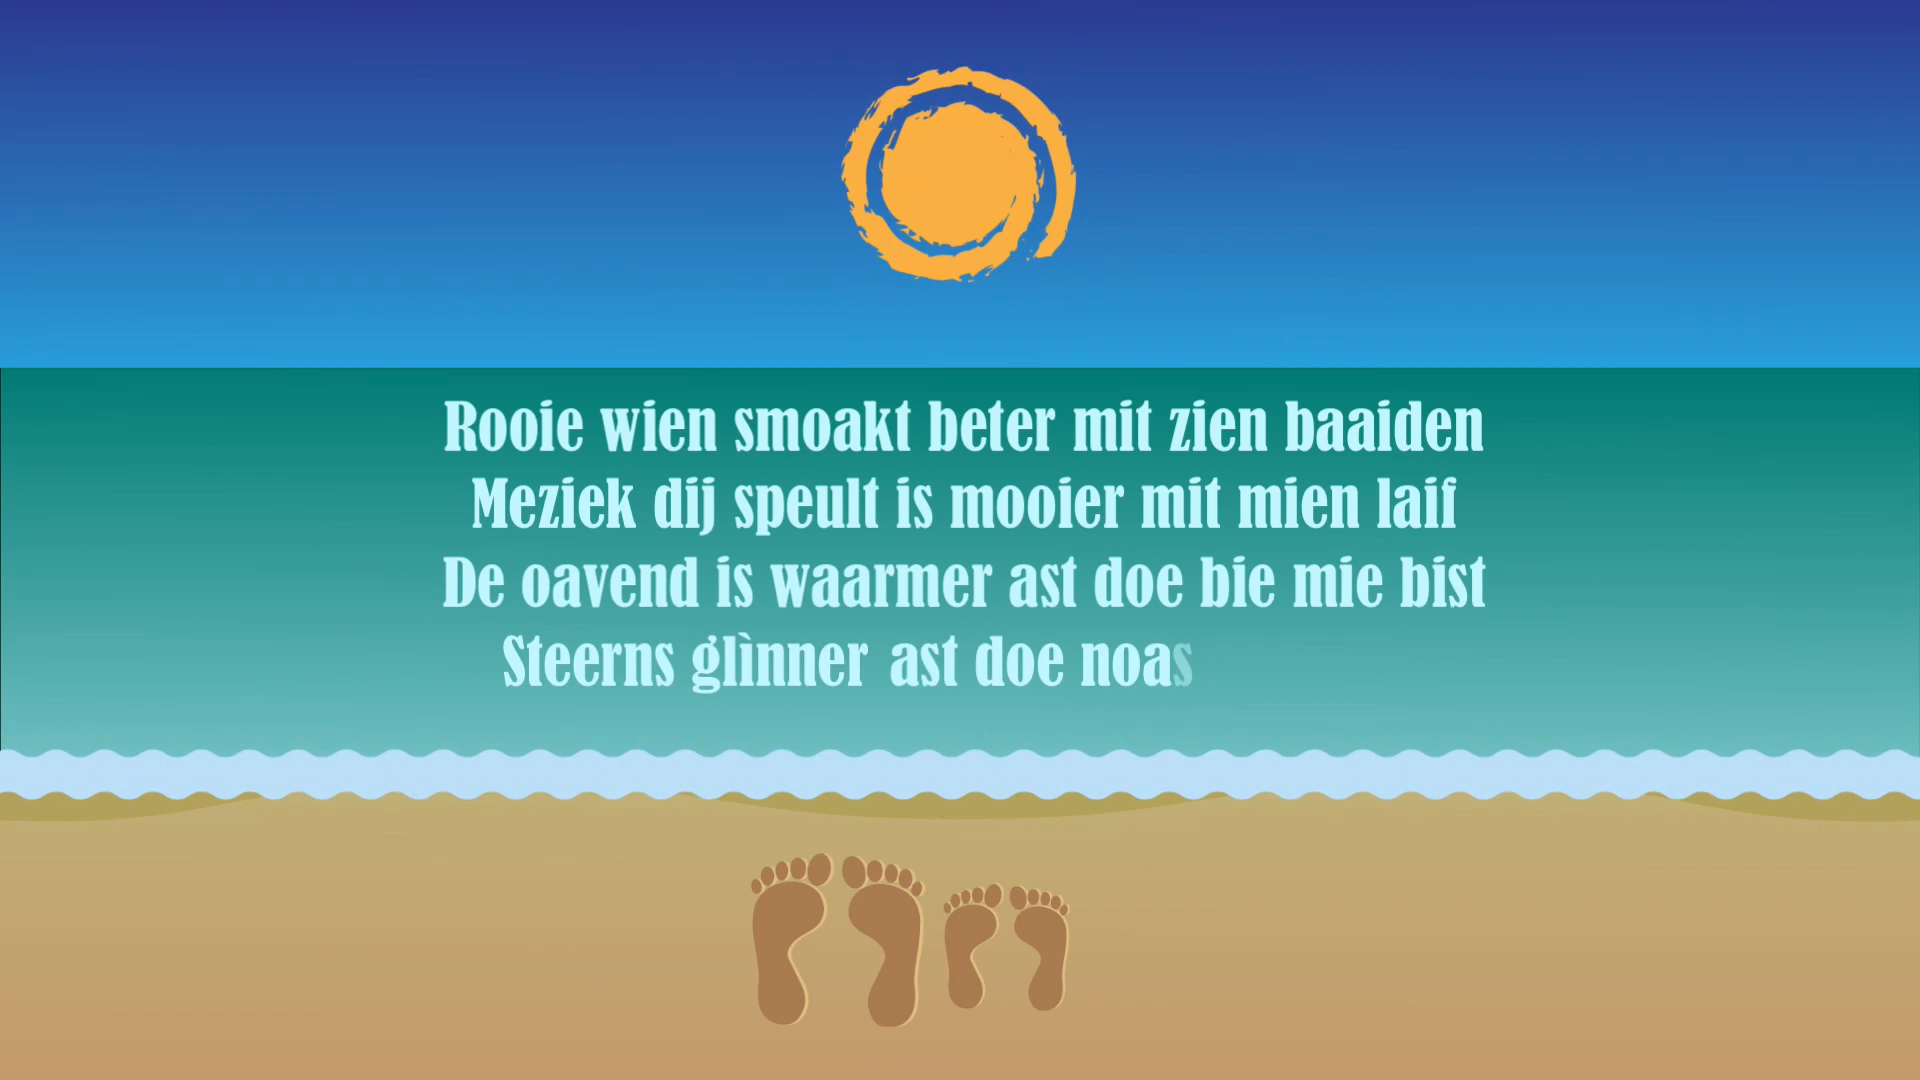 Rooie wien smoakt beter mit zien baaiden
Meziek dij speult is mooier mit mien laif
De oavend is waarmer ast doe bie mie bist
Steerns glìnner ast doe noas